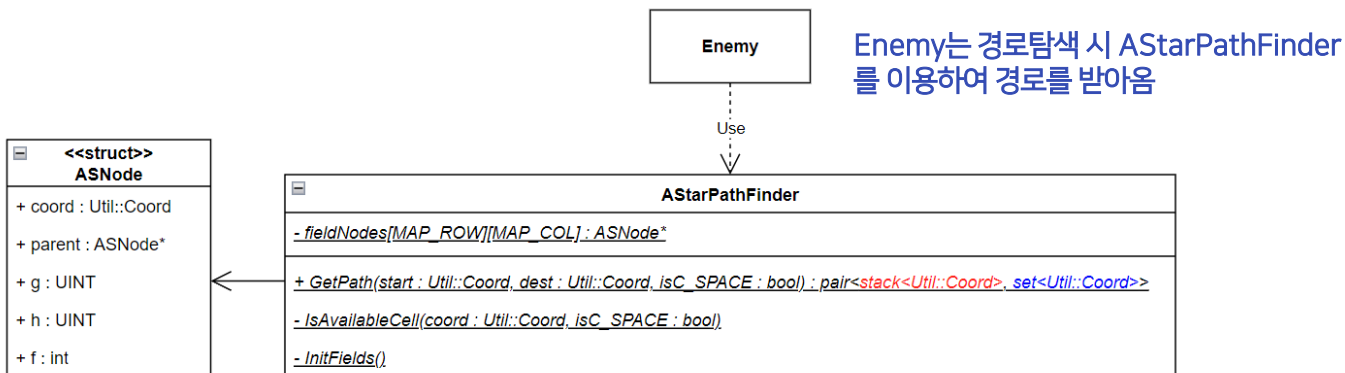 Enemy
Enemy는 경로탐색 시 AStarPathFinder
를 이용하여 경로를 받아옴
Use
<<struct>>
ASNode
+ coord : Util::Coord
+ parent : ASNode*
+ g : UINT
+ h : UINT
+ f : int
AStarPathFinder
- fieldNodes[MAP_ROW][MAP_COL] : ASNode*
+ GetPath(start : Util::Coord, dest : Util::Coord, isC_SPACE : bool) : pair<stack<Util::Coord>, set<Util::Coord>>
- IsAvailableCell(coord : Util::Coord, isC_SPACE : bool)
- InitFields()